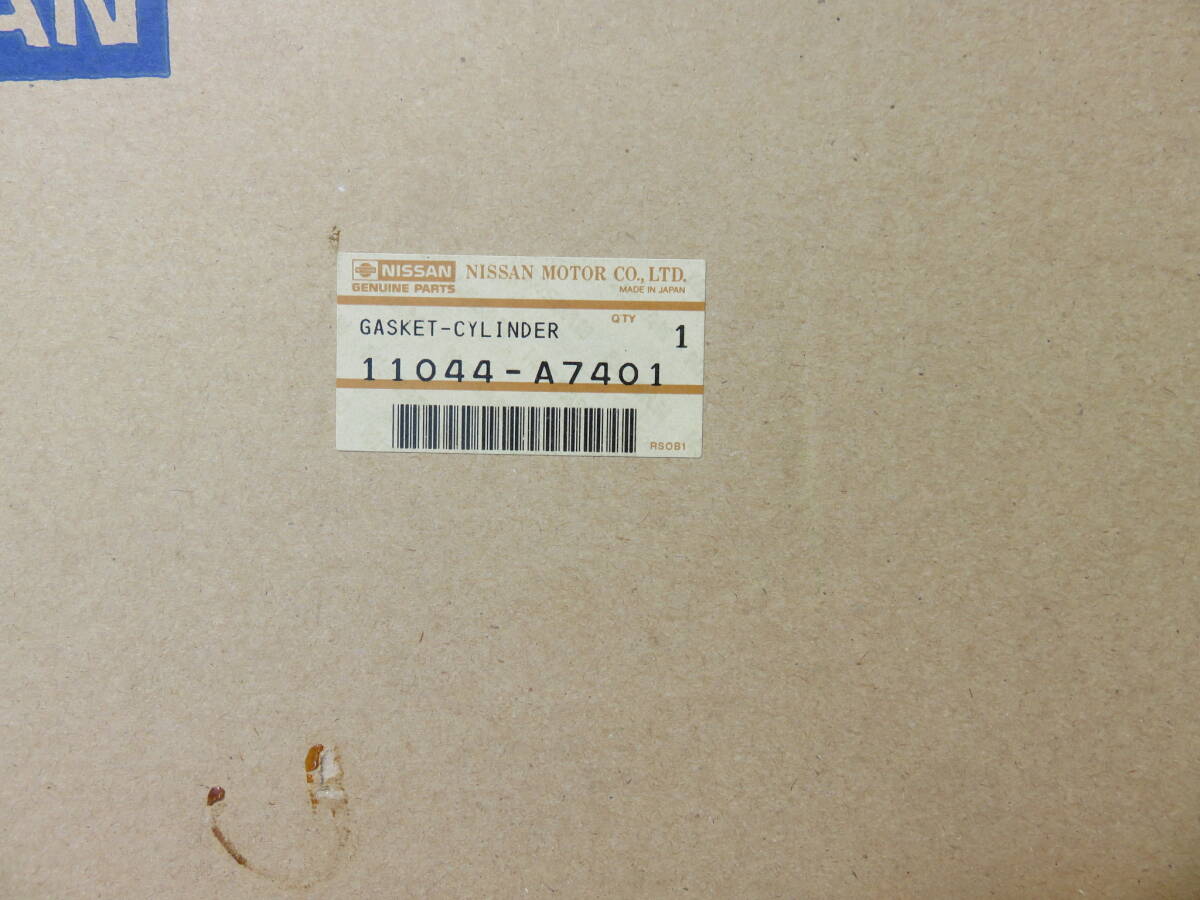 AN
NISSAN NISSAN MOTOR CO., LTD.
GENUINE PARTS MADE IN JAPAN
QTY
GASKET-CYLINDER 1
11044-A7401
RSOB1